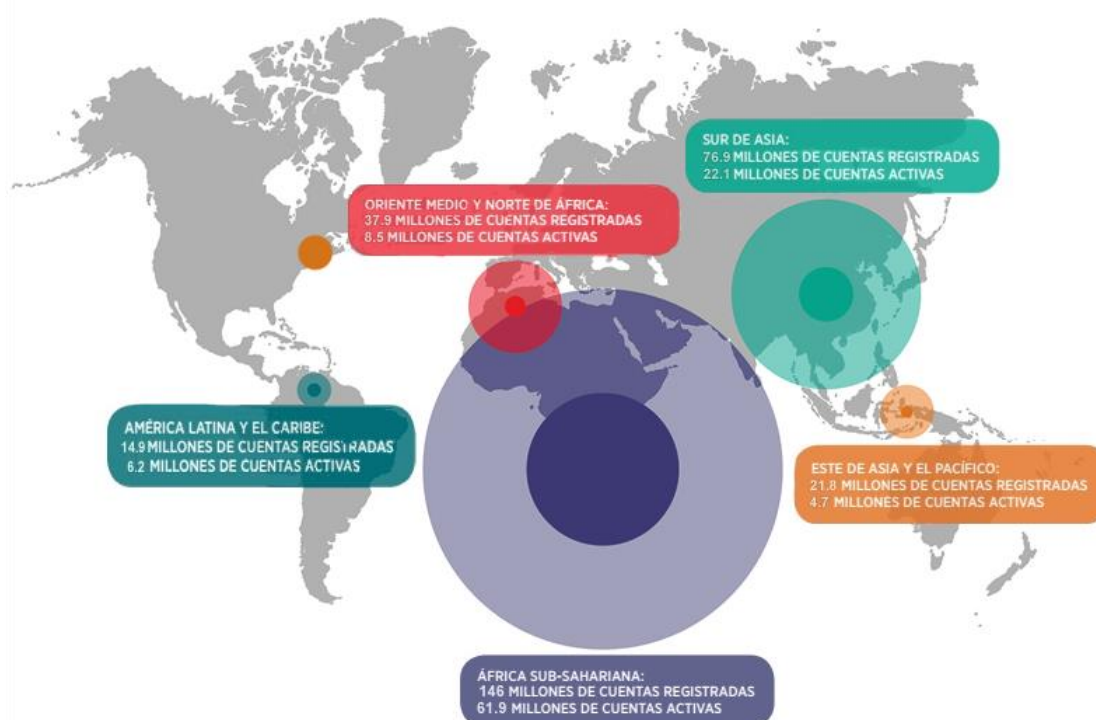 SUR DE ASIA:
76.9 MILLONES DE CUENTAS REGISTRADAS
22.1 MILLONES DE CUENTAS ACTIVAS
ORIENTE MEDIO Y NORTE DE ÁFRICA:
37.9 MILLONES DE CUENTAS REGISTRADAS
8.5 MILLONES DE CUENTAS ACTIVAS
AMÉRICA LATINA Y EL CARIBE:
14.9 MILLONES DE CUENTAS REGISTRADAS
6.2 MILLONES DE CUENTAS ACTIVAS
ESTE DE ASIA Y EL PACÍFICO:
21.8 MILLONES DE CUENTAS REGISTRADAS
4.7 MILLONES DE CUENTAS ACTIVAS
ÁFRICA SUB-SAHARIANA:
146 MILLONES DE CUENTAS REGISTRADAS
61.9 MILLONES DE CUENTAS ACTIVAS